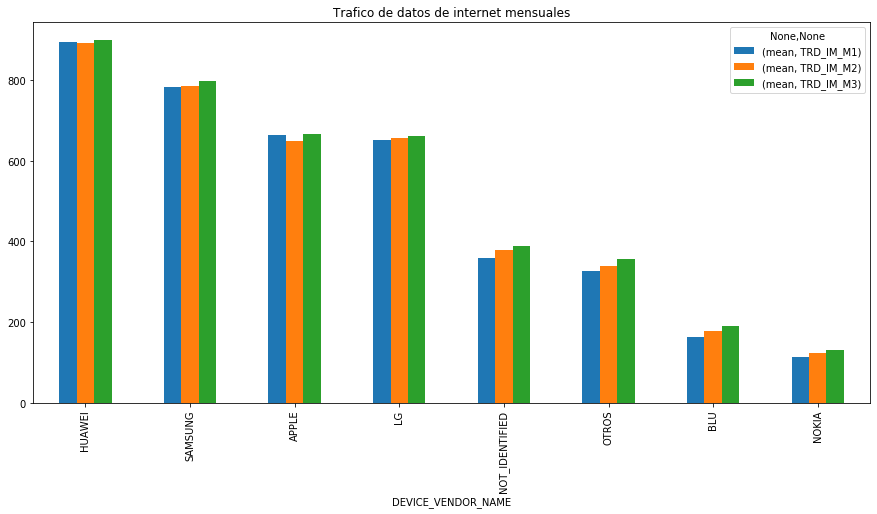 Trafico de datos de internet mensuales
None,None
(mean, TRD_IM_M1)
(mean, TRD_IM_M2)
(mean, TRD_IM_M3)
800
600
400
200
0
HUAWEI
SAMSUNG
APPLE
LG
NOT_IDENTIFIED
OTROS
BLU
NOKIA
DEVICE_VENDOR_NAME